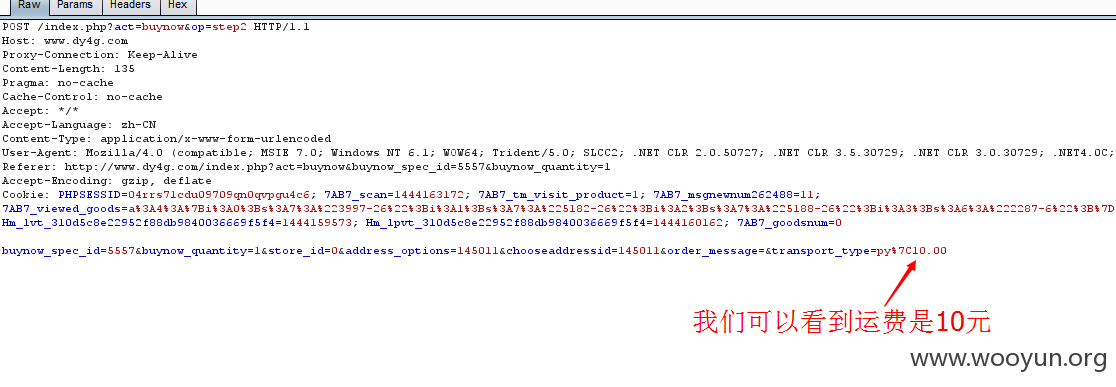 Raw Params Headers Hex
POST /index.php?act=buynow&op=step2 HTTP/1.1
Host: www.dy4g.com
Proxy-Connection: Keep-Alive
Content-Length: 135
Pragma: no-cache
Cache-Control: no-cache
Accept: */*
Accept-Language: zh-CN
Content-Type: application/x-www-form-urlencoded
User-Agent: Mozilla/4.0 (compatible; MSIE 7.0; Windows NT 6.1; WOW64; Trident/5.0; SLCC2; .NET CLR 2.0.50727; .NET CLR 3.5.30729; .NET CLR 3.0.30729; .NET4.0C;
Referer: http://www.dy4g.com/index.php?act=buynow&buynow_spec_id=5557&buynow_quantity=1
Accept-Encoding: gzip, deflate
Cookie: PHPSESSID=04rrs71cdu09709qn0qvpgu4c6; 7AB7_scan=1444163172; 7AB7_tm_visit_product=1; 7AB7_msgnewnum262488=11;
7AB7_viewed_goods=a%3A4%3A%7Bi%3A0%3Bs%3A7%3A%223997-26%22%3Bi%3A1%3Bs%3A7%3A%225182-26%22%3Bi%3A2%3Bs%3A7%3A%225188-26%22%3Bi%3A3%3Bs%3A6%3A%222287-6%22%3B%7D
Hm_lvt_310d5c8e22952f88db9840036669f5f4=1444159573; Hm_lpvt_310d5c8e22952f88db9840036669f5f4=1444160162; 7AB7_goodsnum=0
buynow_spec_id=5557&buynow_quantity=1&store_id=0&address_options=145011&chooseaddressid=145011&order_message=&transport_type=py%7C10.00
我们可以看到运费是10元
www.wooyun.org